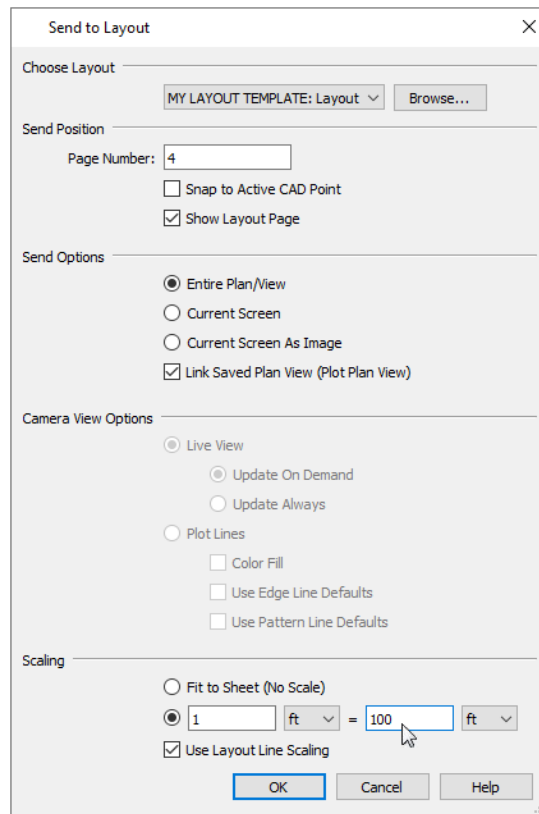 Send to Layout
Choose Layout
MY LAYOUT TEMPLATE: Layout Browse...
Send Position
Page Number: 4
Snap to Active CAD Point
Show Layout Page
Send Options
Entire Plan/View
Current Screen
Current Screen As Image
Link Saved Plan View (Plot Plan View)
Camera View Options
Live View
Update On Demand
Update Always
Plot Lines
Color Fill
Use Edge Line Defaults
Use Pattern Line Defaults
Scaling
Fit to Sheet (No Scale)
1 ft = 100 ft
Use Layout Line Scaling
OK Cancel Help